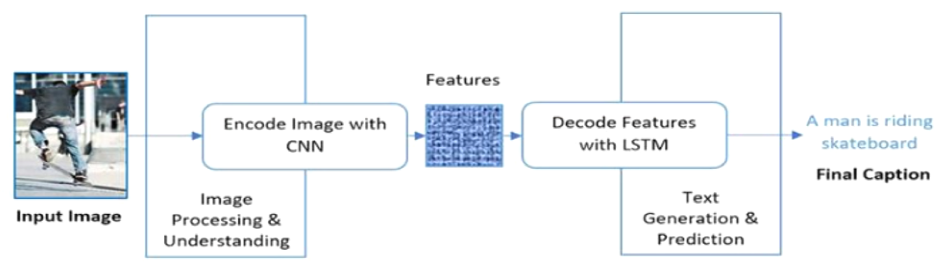 Input Image
Encode Image with
CNN
Image
Processing &
Understanding
Features
Decode Features
with LSTM
Text
Generation &
Prediction
A man is riding
skateboard
Final Caption